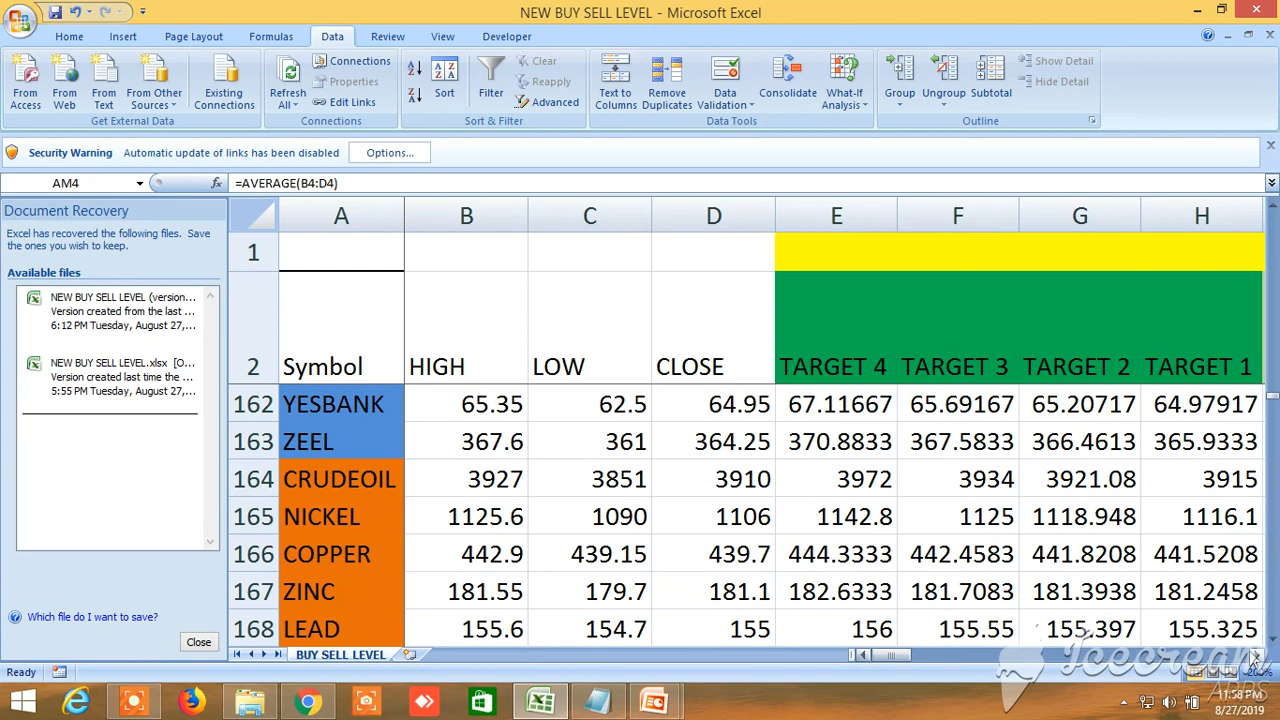 NEW BUY SELL LEVEL - Microsoft Excel
Home Insert Page Layout Formulas Data Review View Developer
From Access
From Web
From Text
From Other Sources
Existing Connections
Get External Data
Refresh All
Connections
Properties
Edit Links
Connections
Sort
Filter
Clear
Reapply
Advanced
Sort & Filter
Text to Columns
Remove Duplicates
Data Validation
Consolidate
What-If Analysis
Data Tools
Group
Ungroup
Subtotal
Show Detail
Hide Detail
Outline
Security Warning Automatic update of links has been disabled Options...
AM4 fx =AVERAGE(B4:D4)
Document Recovery
Excel has recovered the following files. Save
the ones you wish to keep.
Available files
NEW BUY SELL LEVEL (version...
Version created from the last ...
6:12 PM Tuesday, August 27,...
NEW BUY SELL LEVEL.xlsx [O...
Version created last time the ...
5:55 PM Tuesday, August 27,...
Which file do I want to save?
Close
A B C D E F G H
1
2 Symbol HIGH LOW CLOSE TARGET 4 TARGET 3 TARGET 2 TARGET 1
162 YESBANK 65.35 62.5 64.95 67.11667 65.69167 65.20717 64.97917
163 ZEEL 367.6 361 364.25 370.8833 367.5833 366.4613 365.9333
164 CRUDEOIL 3927 3851 3910 3972 3934 3921.08 3915
165 NICKEL 1125.6 1090 1106 1142.8 1125 1118.948 1116.1
166 COPPER 442.9 439.15 439.7 444.3333 442.4583 441.8208 441.5208
167 ZINC 181.55 179.7 181.1 182.6333 181.7083 181.3938 181.2458
168 LEAD 155.6 154.7 155 156 155.55 155.397 155.325
BUY SELL LEVEL
Ready
Icecream
APPS
11:58 PM
8/27/2019